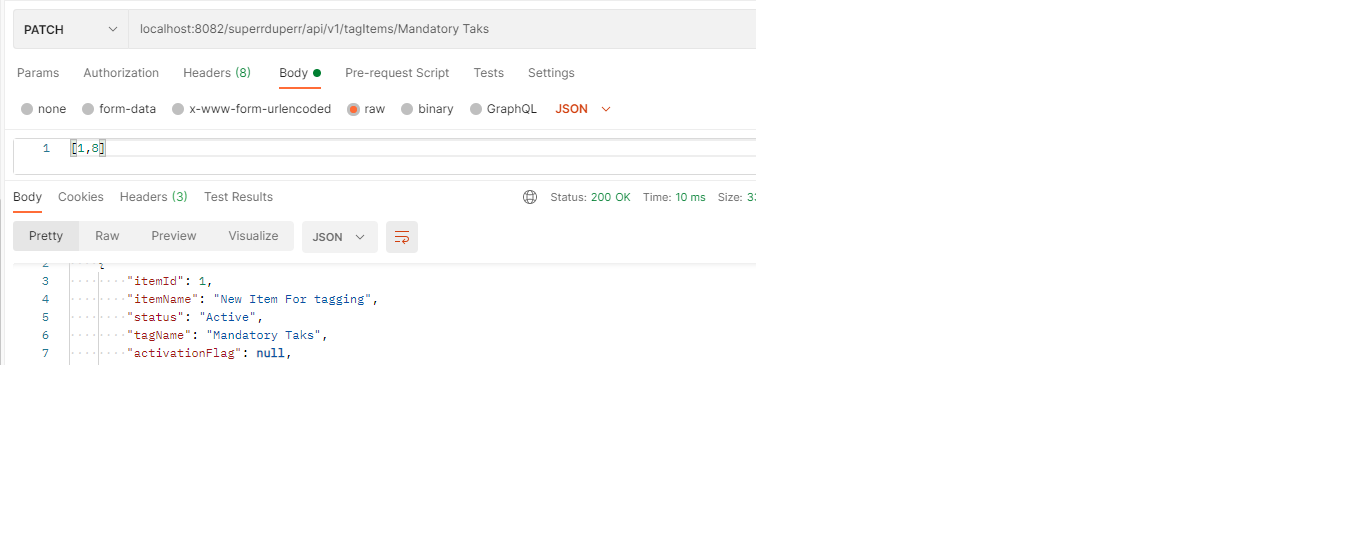 PATCH localhost:8082/superrduperr/api/v1/tagItems/Mandatory Taks
Params Authorization Headers (8) Body Pre-request Script Tests Settings
none form-data x-www-form-urlencoded raw binary GraphQL JSON
1 [1,8]
Body Cookies Headers (3) Test Results Status: 200 OK Time: 10 ms Size:
Pretty Raw Preview Visualize JSON
2 {
3 "itemId": 1,
4 "itemName": "New Item For tagging",
5 "status": "Active",
6 "tagName": "Mandatory Taks",
7 "activationFlag": null,